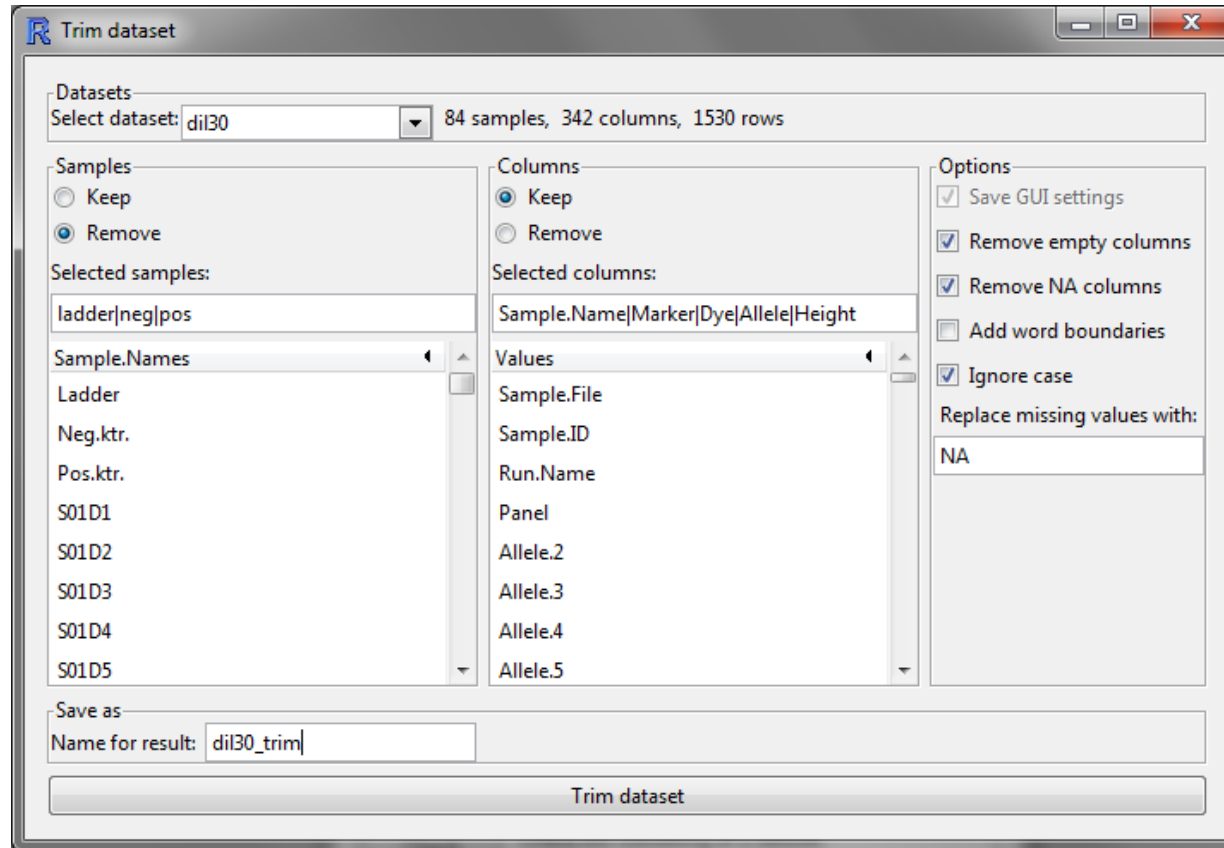 Trim dataset
Datasets
Select dataset: dil30 84 samples, 342 columns, 1530 rows
Samples
Keep
Remove
Selected samples:
ladder|neg|pos
Sample.Names
Ladder
Neg.ktr.
Pos.ktr.
S01D1
S01D2
S01D3
S01D4
S01D5
Columns
Keep
Remove
Selected columns:
Sample.Name|Marker|Dye|Allele|Height
Values
Sample.File
Sample.ID
Run.Name
Panel
Allele.2
Allele.3
Allele.4
Allele.5
Options
Save GUI settings
Remove empty columns
Remove NA columns
Add word boundaries
Ignore case
Replace missing values with:
NA
Save as
Name for result: dil30_trim
Trim dataset